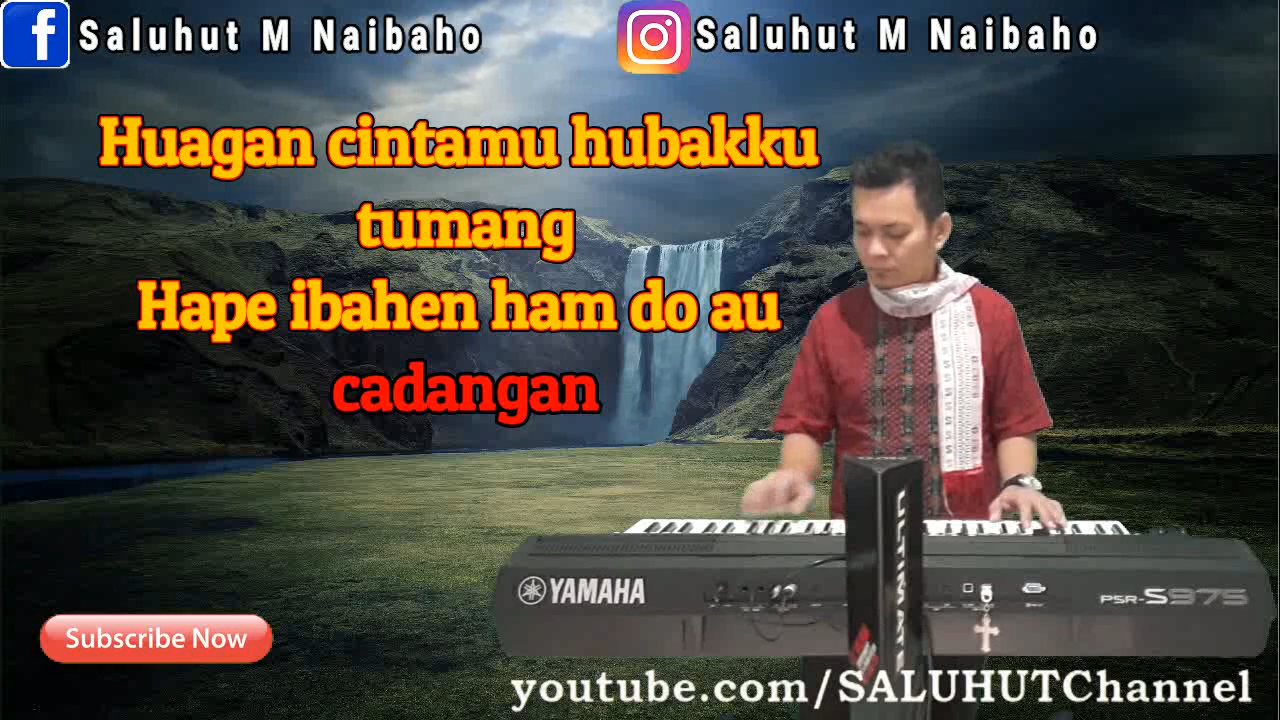 Saluhut M Naibaho
Saluhut M Naibaho
Huagan cintamu hubakku
tumang
Hape ibahen ham do au
cadangan
ULTIMATE
YAMAHA
PSR-S975
Subscribe Now
youtube.com/SALUHUTChannel